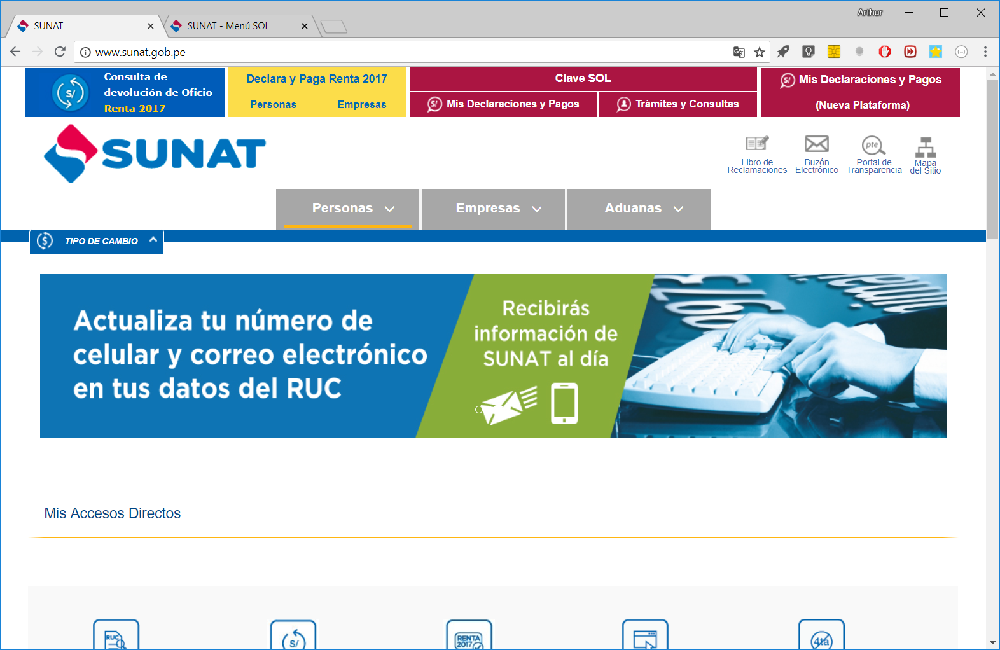 Arthur
SUNAT
SUNAT - Menú SOL
www.sunat.gob.pe
Consulta de
devolución de Oficio
Renta 2017
Declara y Paga Renta 2017
Personas Empresas
Clave SOL
S/ Mis Declaraciones y Pagos
Trámites y Consultas
S/ Mis Declaraciones y Pagos
(Nueva Plataforma)
S/
SUNAT
Libro de
Reclamaciones
Buzón
Electrónico
pte
Portal de
Transparencia
Mapa
del Sitio
Personas
Empresas
Aduanas
$ TIPO DE CAMBIO
Actualiza tu número de
celular y correo electrónico
en tus datos del RUC
Recibirás
información de
SUNAT al día
Mis Accesos Directos
RUC
S/
RENTA
2017
4ta